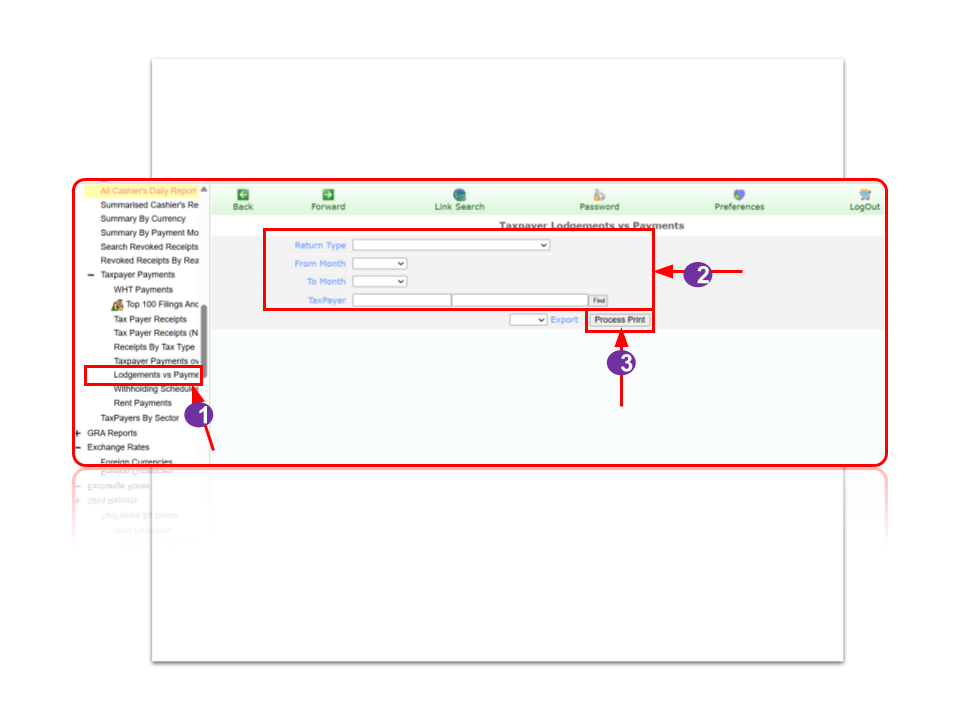 All Cashier's Daily Report
Summarised Cashier's Re
Summary By Currency
Summary By Payment Mo
Search Revoked Receipts
Revoked Receipts By Rea
Taxpayer Payments
WHT Payments
Top 100 Filings And
Tax Payer Receipts
Tax Payer Receipts (N
Receipts By Tax Type
Taxpayer Payments ov
Lodgements vs Payme
Withholding Schedules
Rent Payments
TaxPayers By Sector
GRA Reports
Exchange Rates
Foreign Currencies
Back
Forward
Link Search
Password
Preferences
LogOut
Taxpayer Lodgements vs Payments
Return Type
From Month
To Month
TaxPayer
Find
Export
Process Print
1
2
3